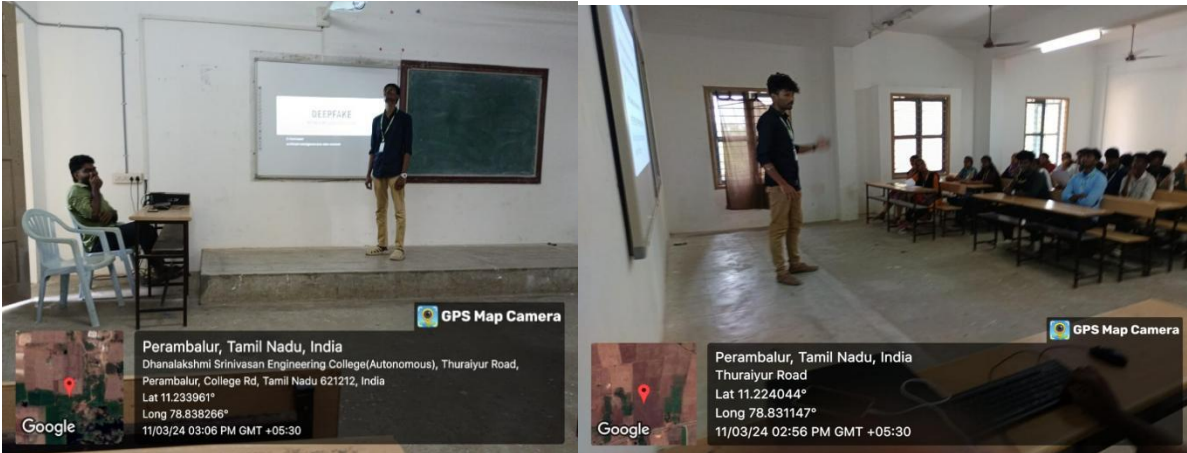 DEEPFAKE
GPS Map Camera
Perambalur, Tamil Nadu, India
Dhanalakshmi Srinivasan Engineering College(Autonomous), Thuraiyur Road,
Perambalur, College Rd, Tamil Nadu 621212, India
Lat 11.233961°
Long 78.838266°
11/03/24 03:06 PM GMT +05:30
Google
GPS Map Camera
Perambalur, Tamil Nadu, India
Thuraiyur Road
Lat 11.224044°
Long 78.831147°
11/03/24 02:56 PM GMT +05:30
Google